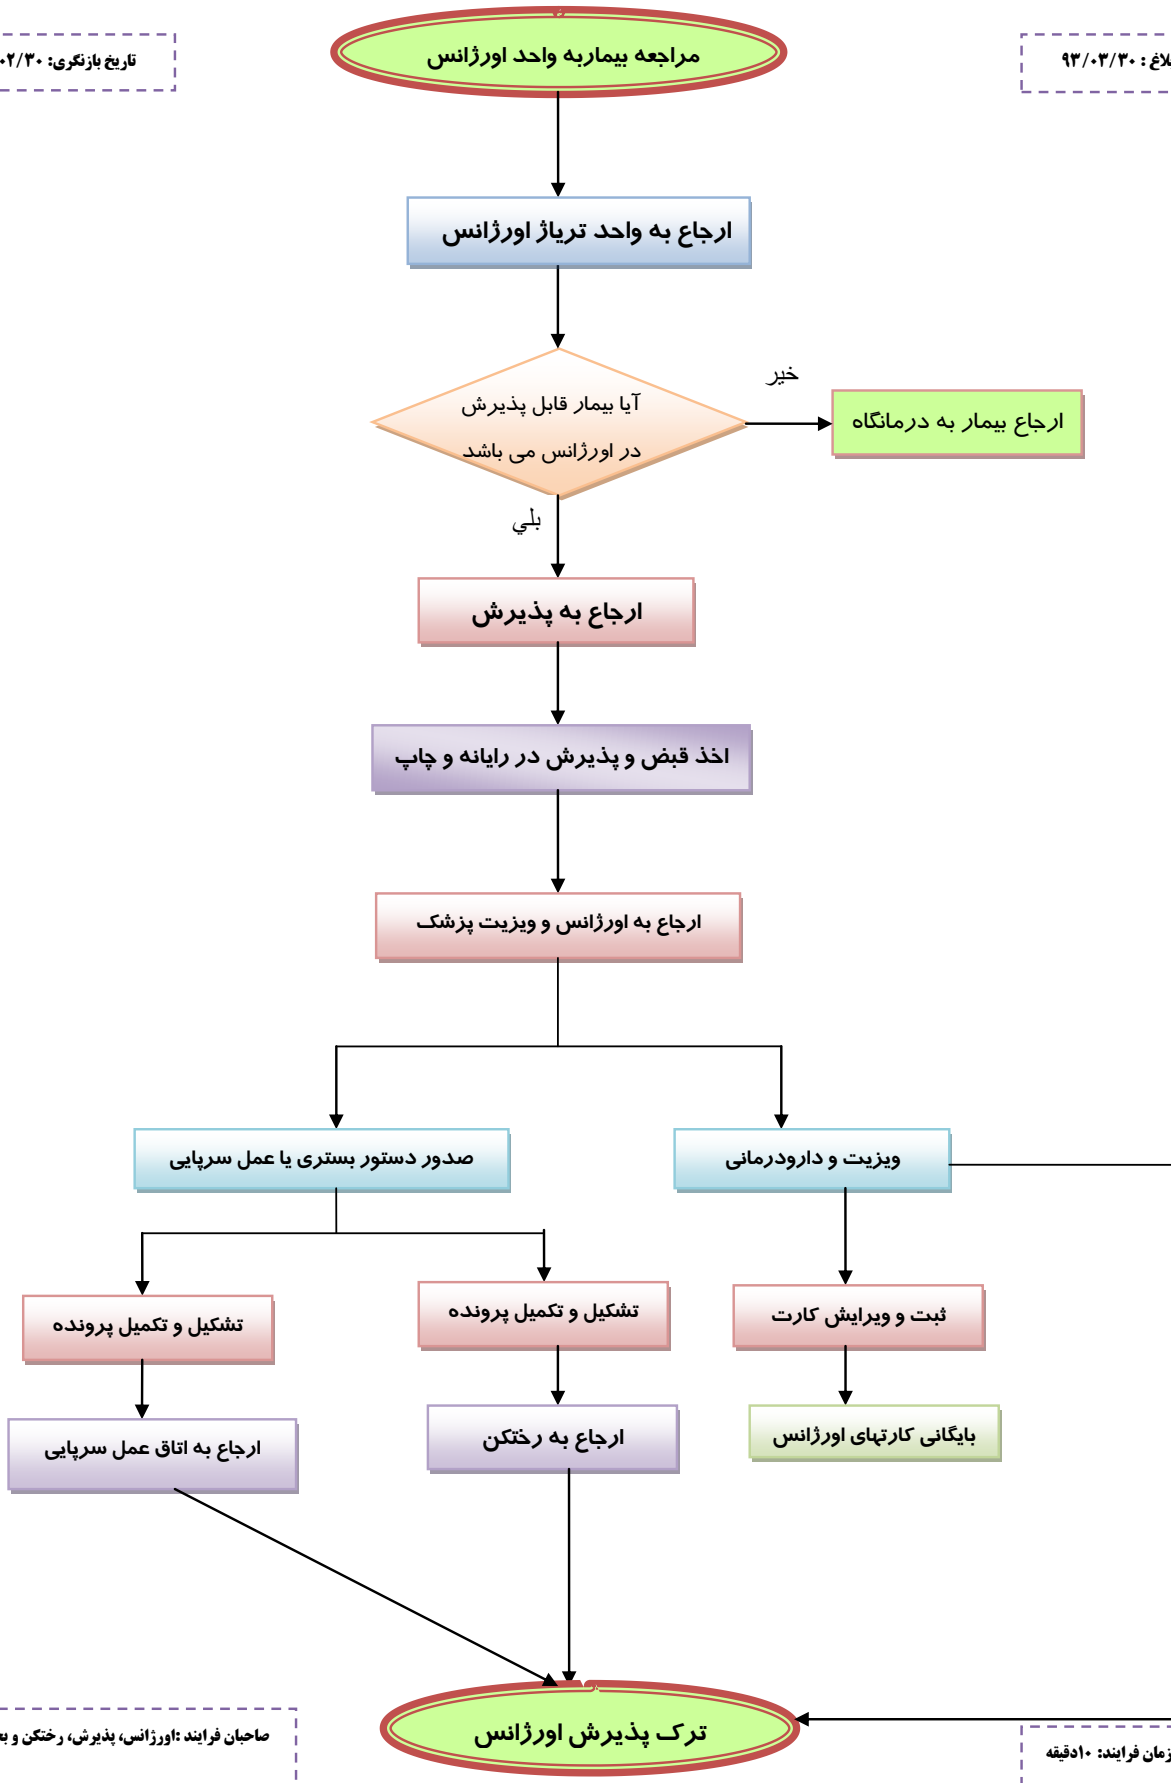 مراجعه بیماربه واحد اورژانس
لاغ : ۹۳/۰۳/۳۰
تاریخ بازنگری: ۰۲/۳۰
ارجاع به واحد تریاژ اورژانس
آیا بیمار قابل پذیرش
در اورژانس می باشد
خیر
ارجاع بیمار به درمانگاه
بلي
ارجاع به پذیرش
اخذ قبض و پذیرش در رایانه و چاپ
ارجاع به اورژانس و ویزیت پزشک
ویزیت و دارودرمانی
صدور دستور بستری یا عمل سرپایی
ثبت و ویرایش کارت
تشکیل و تکمیل پرونده
تشکیل و تکمیل پرونده
بایگانی کارتهای اورژانس
ارجاع به رختکن
ارجاع به اتاق عمل سرپایی
ترک پذیرش اورژانس
زمان فرایند: ۱۰دقیقه
صاحبان فرایند :اورژانس، پذیرش، رختکن و